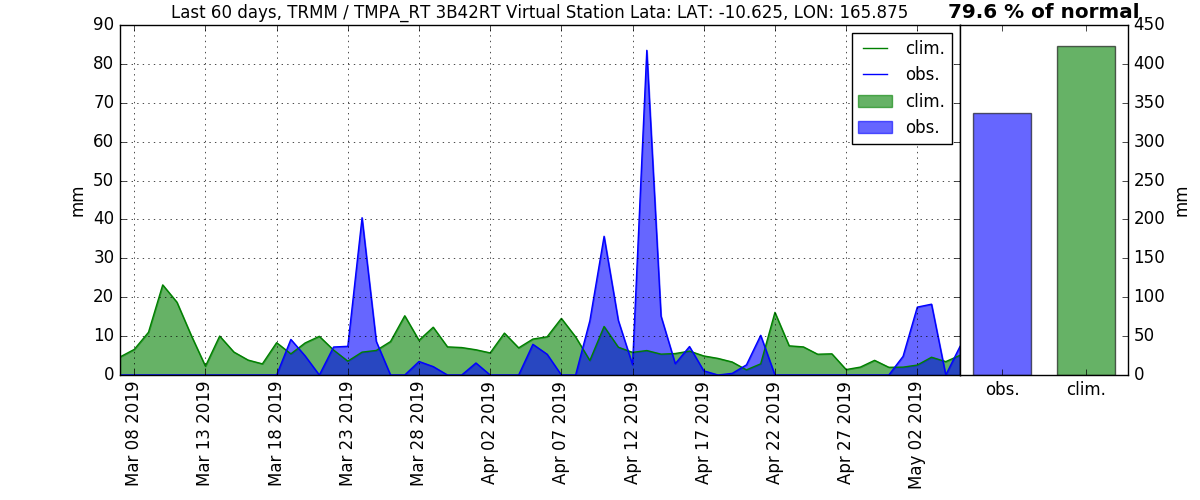 Last 60 days, TRMM / TMPA_RT 3B42RT Virtual Station Lata: LAT: -10.625, LON: 165.875
79.6 % of normal
90
80
70
60
50
40
30
20
10
0
mm
clim.
obs.
clim.
obs.
Mar 08 2019
Mar 13 2019
Mar 18 2019
Mar 23 2019
Mar 28 2019
Apr 02 2019
Apr 07 2019
Apr 12 2019
Apr 17 2019
Apr 22 2019
Apr 27 2019
May 02 2019
450
400
350
300
250
200
150
100
50
0
mm
obs.
clim.